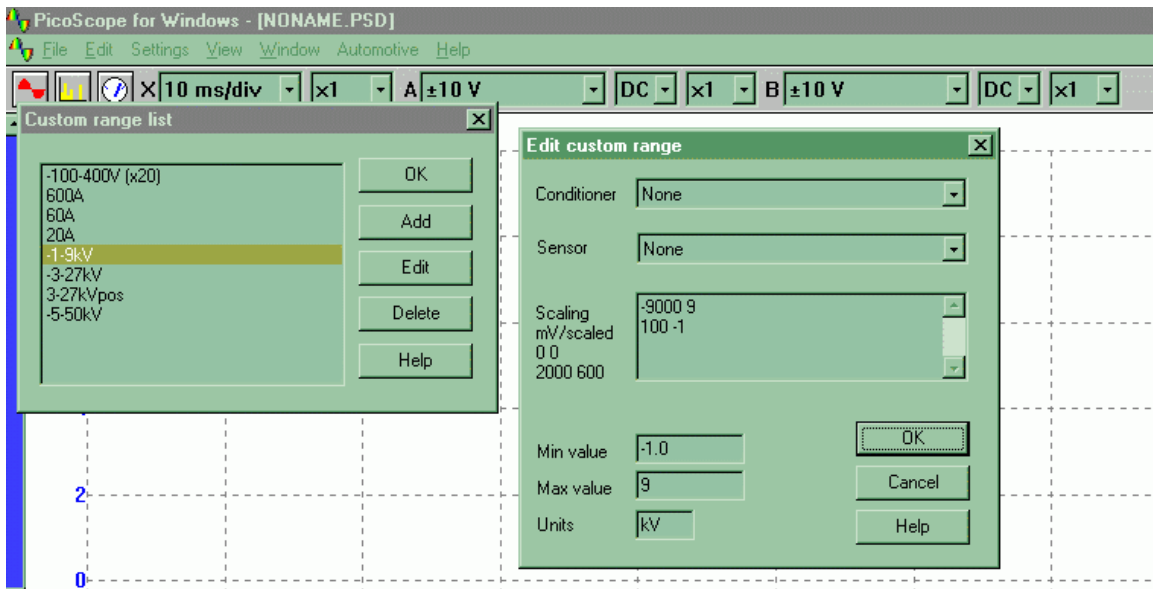 PicoScope for Windows - [NONAME.PSD]
File Edit Settings View Window Automotive Help
X 10 ms/div x1 A ±10 V DC x1 B ±10 V DC x1
Custom range list
-100-400V (x20)
600A
60A
20A
-1-9kV
-3-27kV
3-27kVpos
-5-50kV
OK
Add
Edit
Delete
Help
Edit custom range
Conditioner None
Sensor None
Scaling
mV/scaled
0 0
2000 600
-9000 9
100 -1
Min value -1.0
Max value 9
Units kV
OK
Cancel
Help
2
0